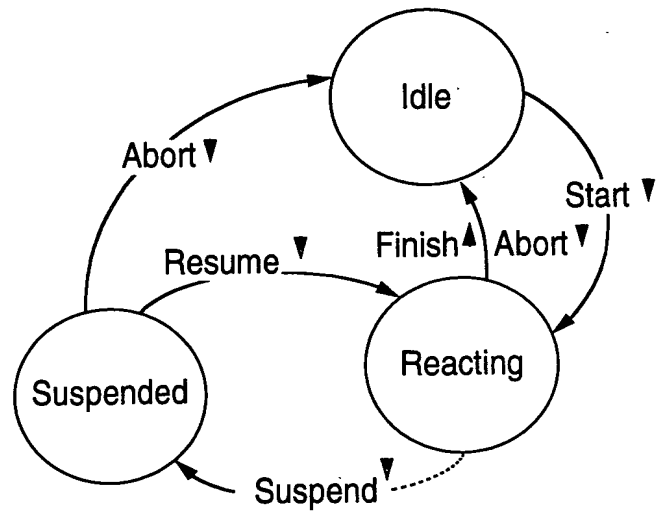 Idle
Abort
Start
Finish Abort
Resume
Reacting
Suspended
Suspend